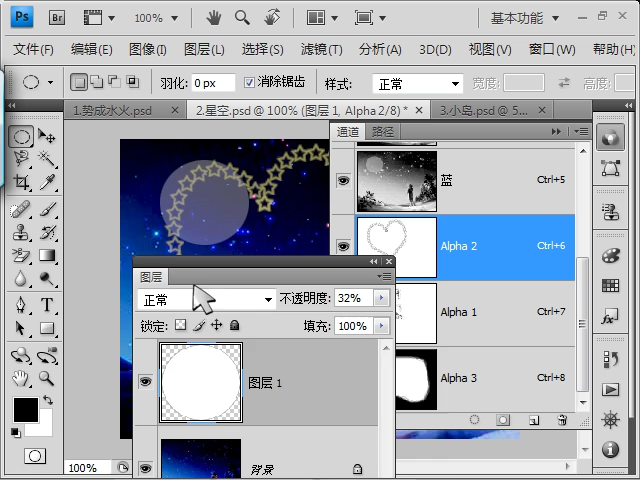 Ps Br 100% 基本功能
文件(F) 编辑(E) 图像(I) 图层(L) 选择(S) 滤镜(T) 分析(A) 3D(D) 视图(V) 窗口(W) 帮助(H)
羽化: 0 px 消除锯齿 样式: 正常 宽度: 高度:
1.势成水火.psd 2.星空.psd @ 100% (图层 1, Alpha 2/8) * 3.小岛.psd @ 5...
通道 路径
蓝 Ctrl+5
Alpha 2 Ctrl+6
图层
正常 不透明度: 32%
Alpha 1 Ctrl+7
锁定: 填充: 100%
图层 1
Alpha 3 Ctrl+8
100%
背景